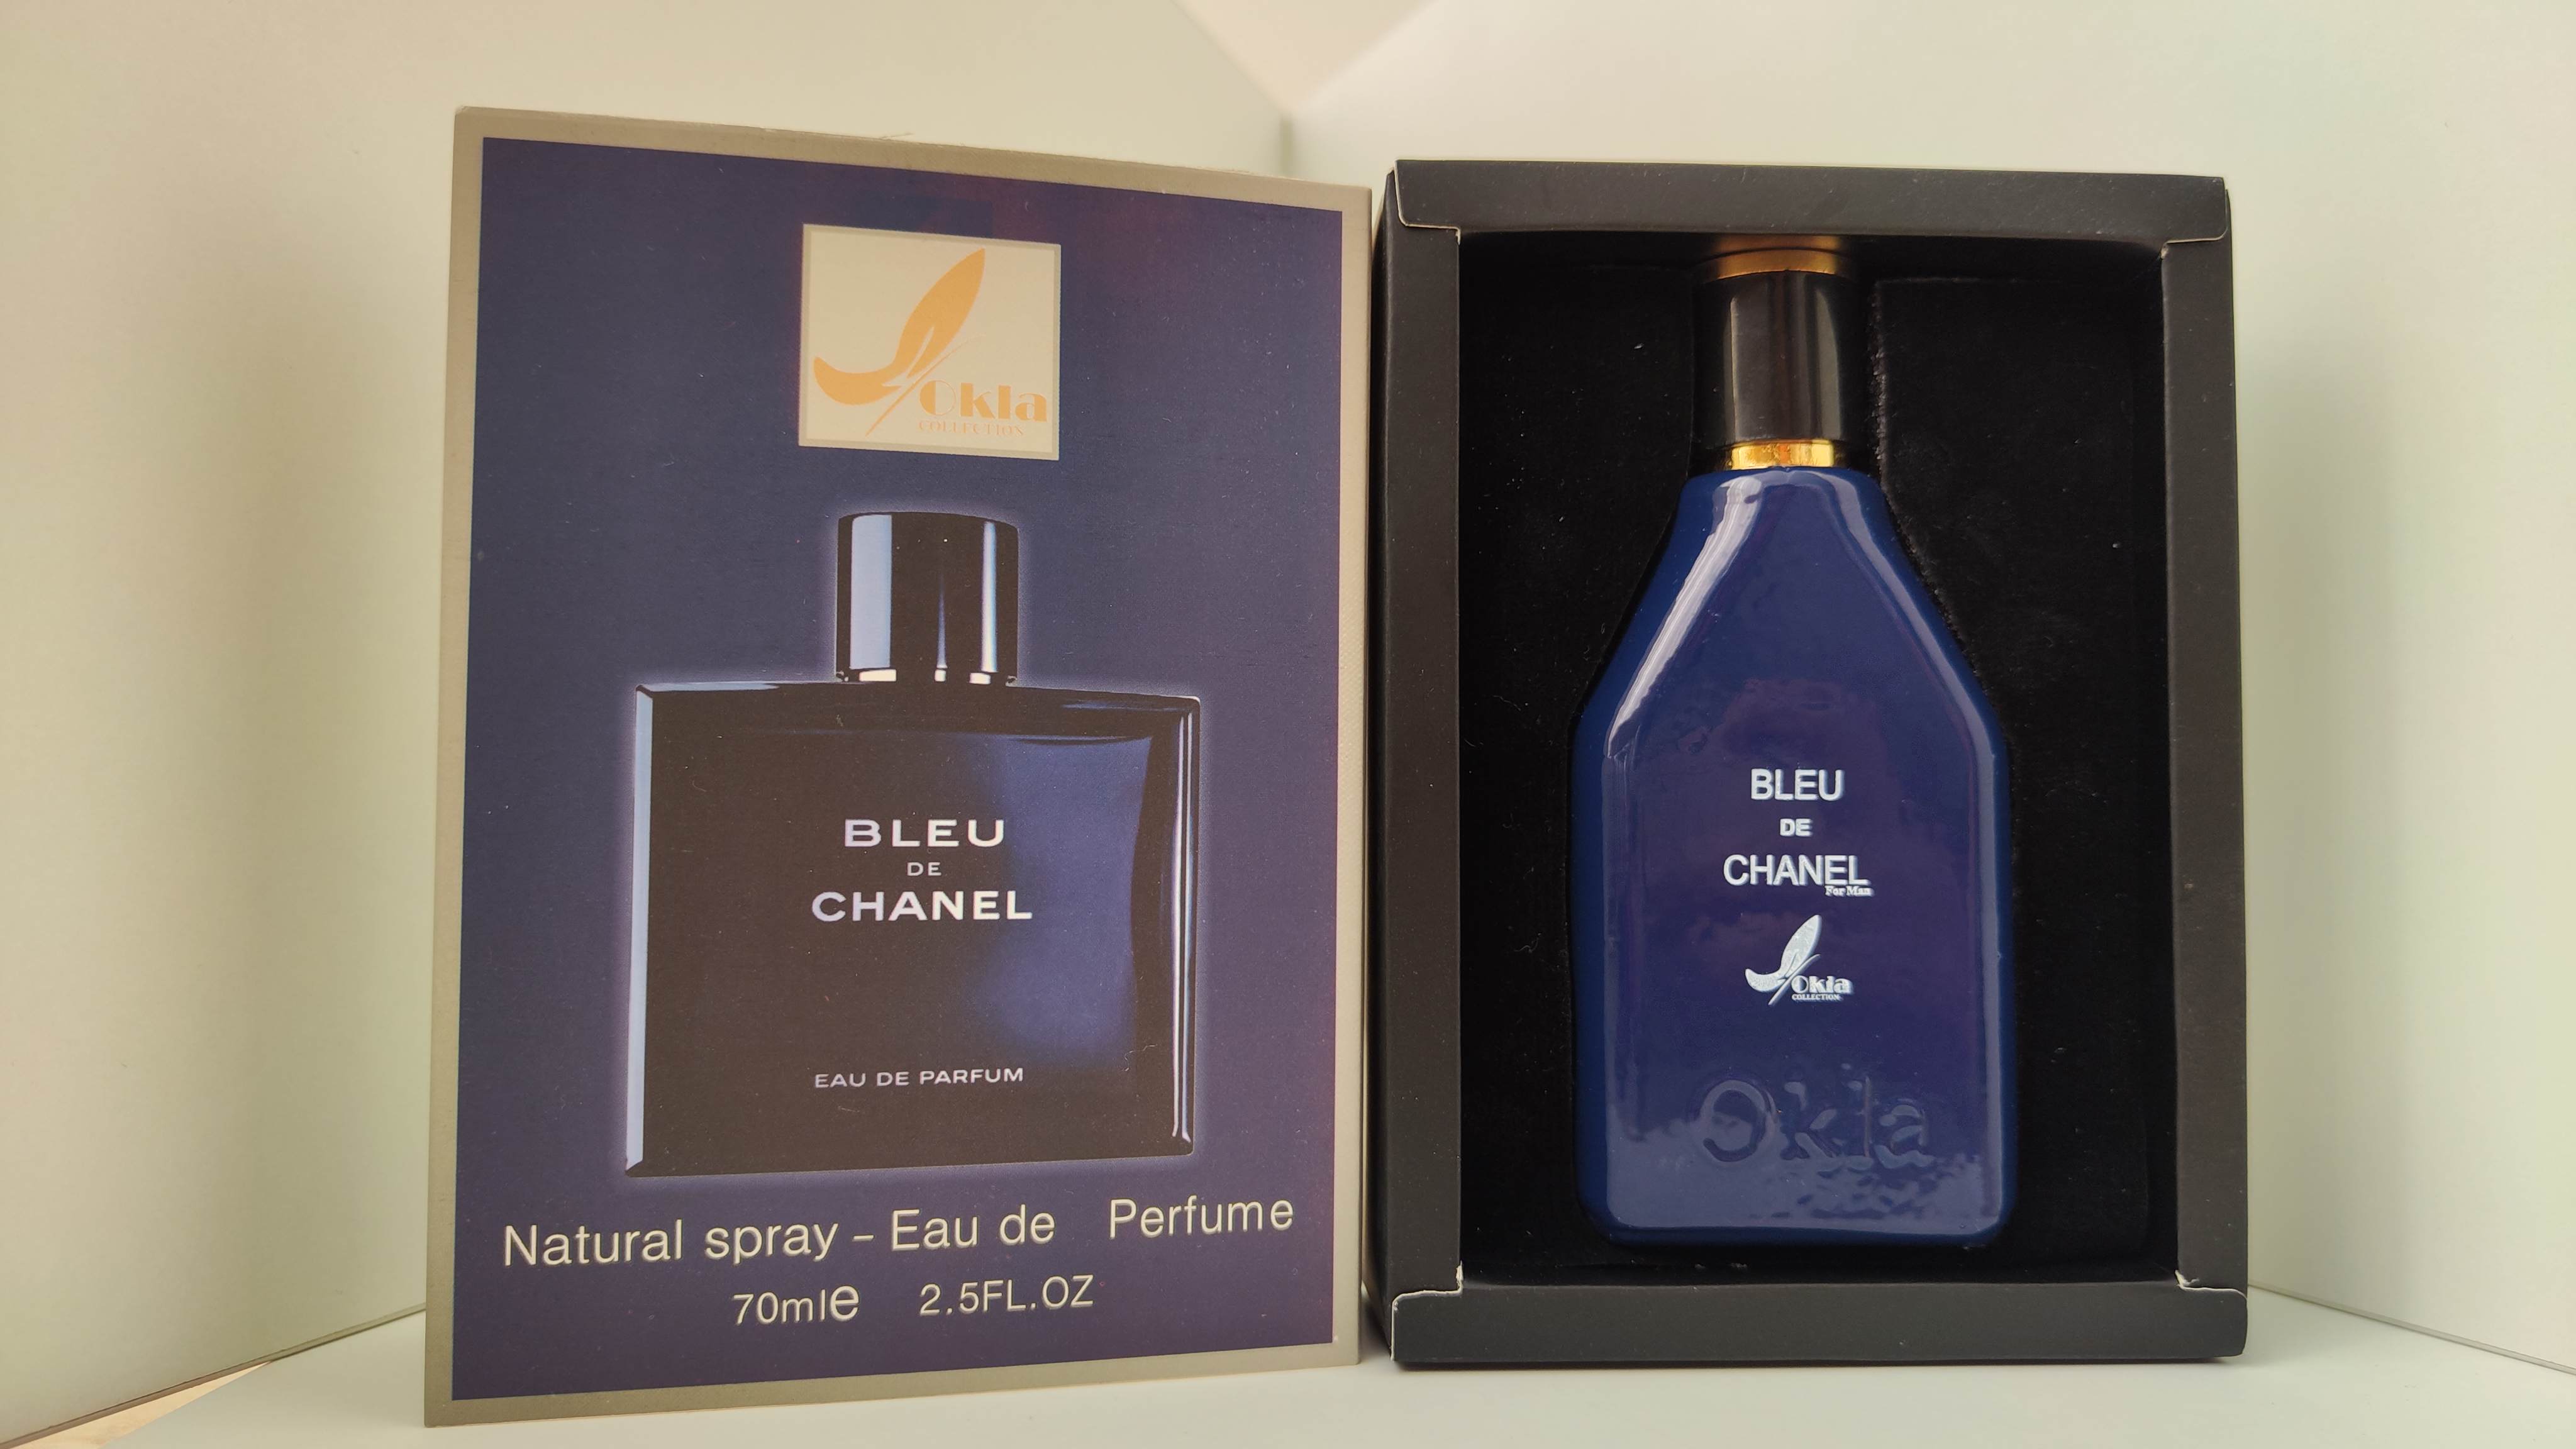 Okla
COLLECTION
BLEU
DE
CHANEL
EAU DE PARFUM
Natural spray - Eau de Perfume
70mle 2.5FL.OZ
BLEU
DE
CHANEL
For Man
Okla
COLLECTION
Okla